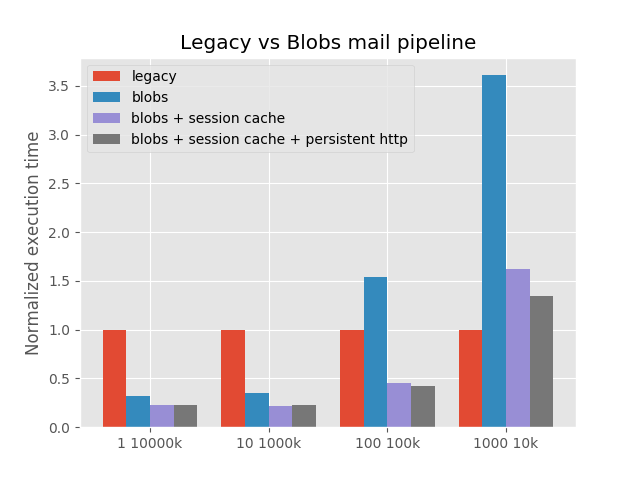 Legacy vs Blobs mail pipeline
legacy
blobs
blobs + session cache
blobs + session cache + persistent http
Normalized execution time
3.5
3.0
2.5
2.0
1.5
1.0
0.5
0.0
1 10000k
10 1000k
100 100k
1000 10k